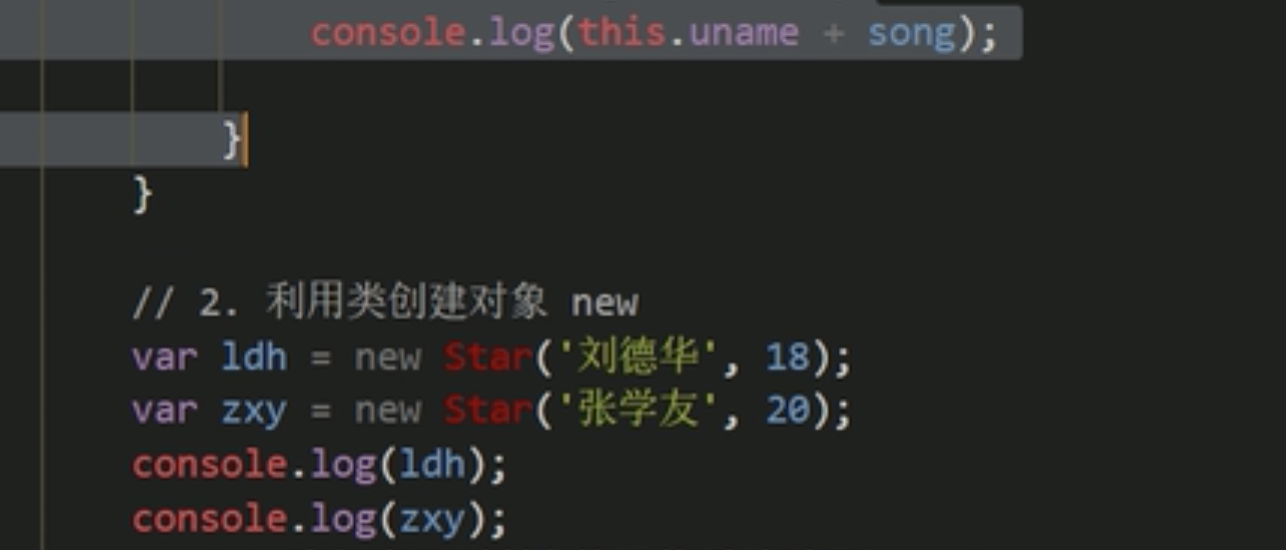 console.log(this.uname + song);
}
}
// 2. 利用类创建对象 new
var ldh = new Star('刘德华', 18);
var zxy = new Star('张学友', 20);
console.log(ldh);
console.log(zxy);